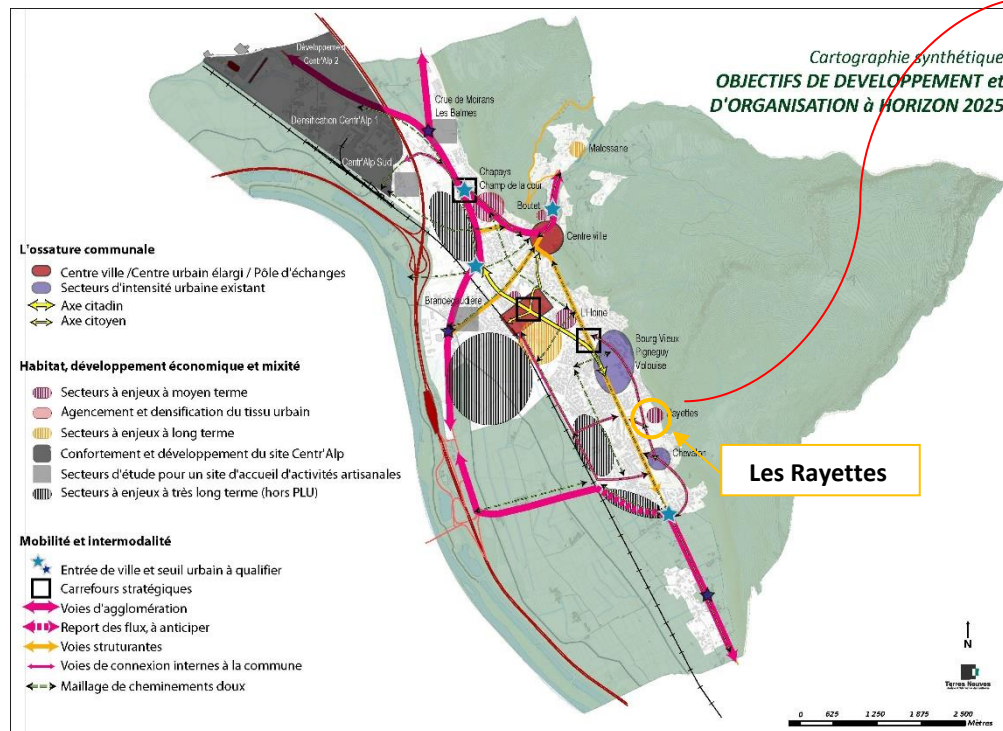 Cartographie synthétique
OBJECTIFS DE DEVELOPPEMENT et
D'ORGANISATION à HORIZON 2025
Développement
Centr'Alp 2
Densification Centr'Alp 1
Centr'Alp Sud
Crue de Moirans
Les Balmes
Chapays
Champ de la cour
Malossane
Boutet
Centre ville
Brancegaudière
L'Hoirie
Bourg Vieux
Pigneguy
Volouise
Rayettes
Chevalon
Les Rayettes
L'ossature communale
Centre ville /Centre urbain élargi / Pôle d'échanges
Secteurs d'intensité urbaine existant
Axe citadin
Axe citoyen
Habitat, développement économique et mixité
Secteurs à enjeux à moyen terme
Agencement et densification du tissu urbain
Secteurs à enjeux à long terme
Confortement et développement du site Centr'Alp
Secteurs d'étude pour un site d'accueil d'activités artisanales
Secteurs à enjeux à très long terme (hors PLU)
Mobilité et intermodalité
Entrée de ville et seuil urbain à qualifier
Carrefours stratégiques
Voies d'agglomération
Report des flux, à anticiper
Voies struturantes
Voies de connexion internes à la commune
Maillage de cheminements doux
N
Terres Neuves
0 625 1 250 1 875 2 500
Mètres